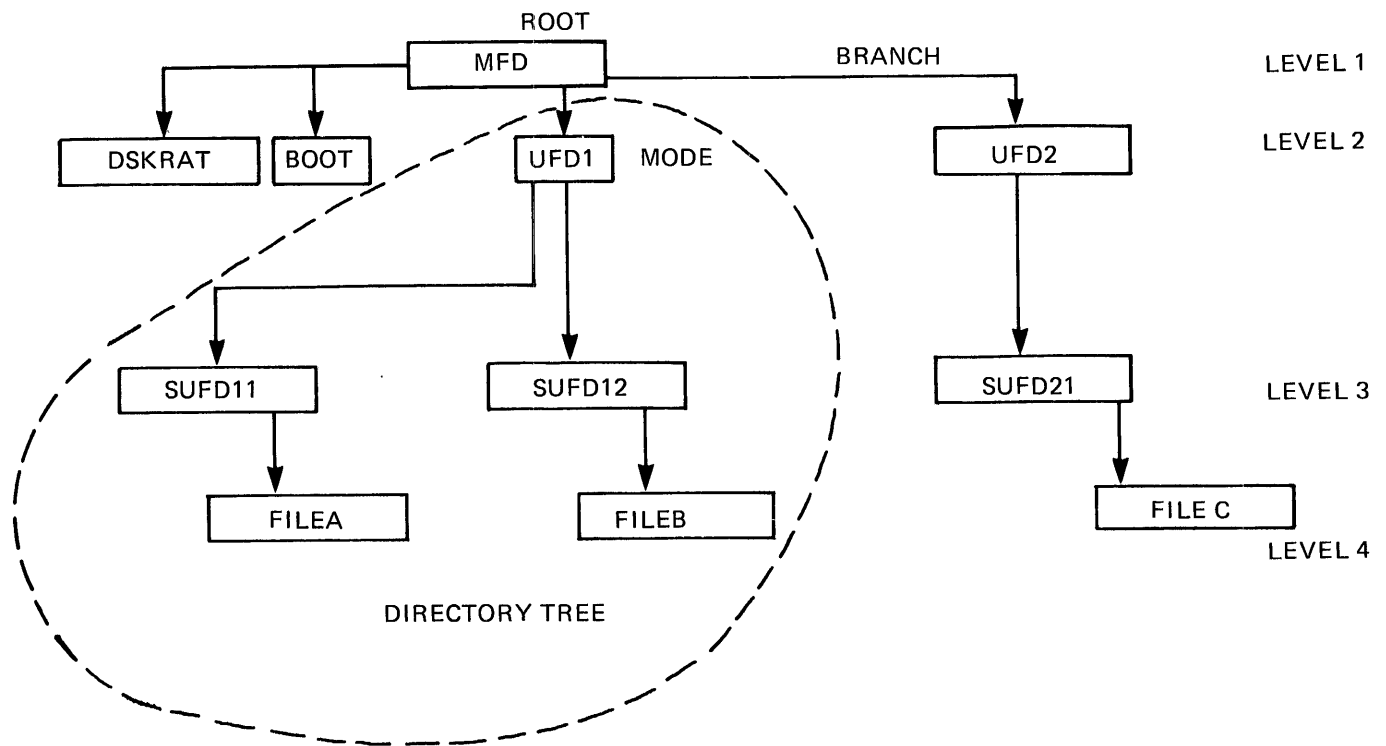 ROOT
MFD
BRANCH
LEVEL 1
DSKRAT
BOOT
UFD1
MODE
UFD2
LEVEL 2
SUFD11
SUFD12
SUFD21
LEVEL 3
FILEA
FILEB
FILE C
LEVEL 4
DIRECTORY TREE